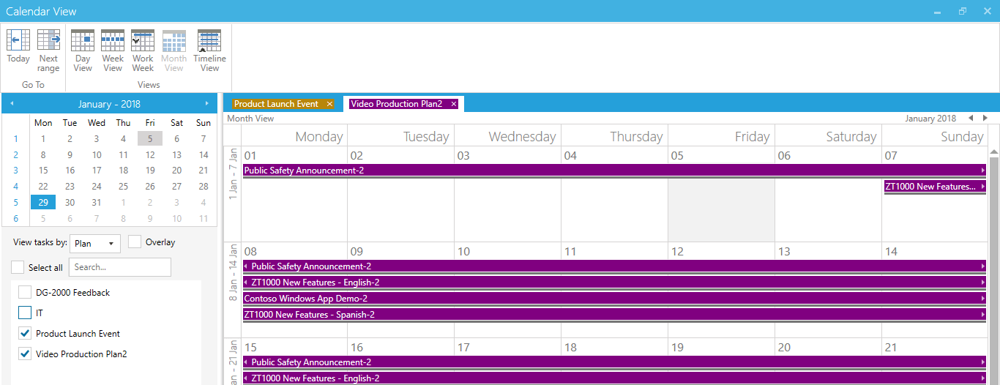 Calendar View
Today
Next range
Day View
Week View
Work Week
Month View
Timeline View
Go To
Views
January - 2018
Mon Tue Wed Thu Fri Sat Sun
1 1 2 3 4 5 6 7
2 8 9 10 11 12 13 14
3 15 16 17 18 19 20 21
4 22 23 24 25 26 27 28
5 29 30 31 1 2 3 4
6 5 6 7 8 9 10 11
View tasks by: Plan Overlay
Select all Search...
DG-2000 Feedback
IT
Product Launch Event
Video Production Plan2
Product Launch Event × Video Production Plan2 ×
Month View January 2018
Monday Tuesday Wednesday Thursday Friday Saturday Sunday
1 Jan - 7 Jan
01 02 03 04 05 06 07
Public Safety Announcement-2
ZT1000 New Features...
8 Jan - 14 Jan
08 09 10 11 12 13 14
Public Safety Announcement-2
ZT1000 New Features - English-2
Contoso Windows App Demo-2
ZT1000 New Features - Spanish-2
an - 21 Jan
15 16 17 18 19 20 21
Public Safety Announcement-2
ZT1000 New Features - English-2